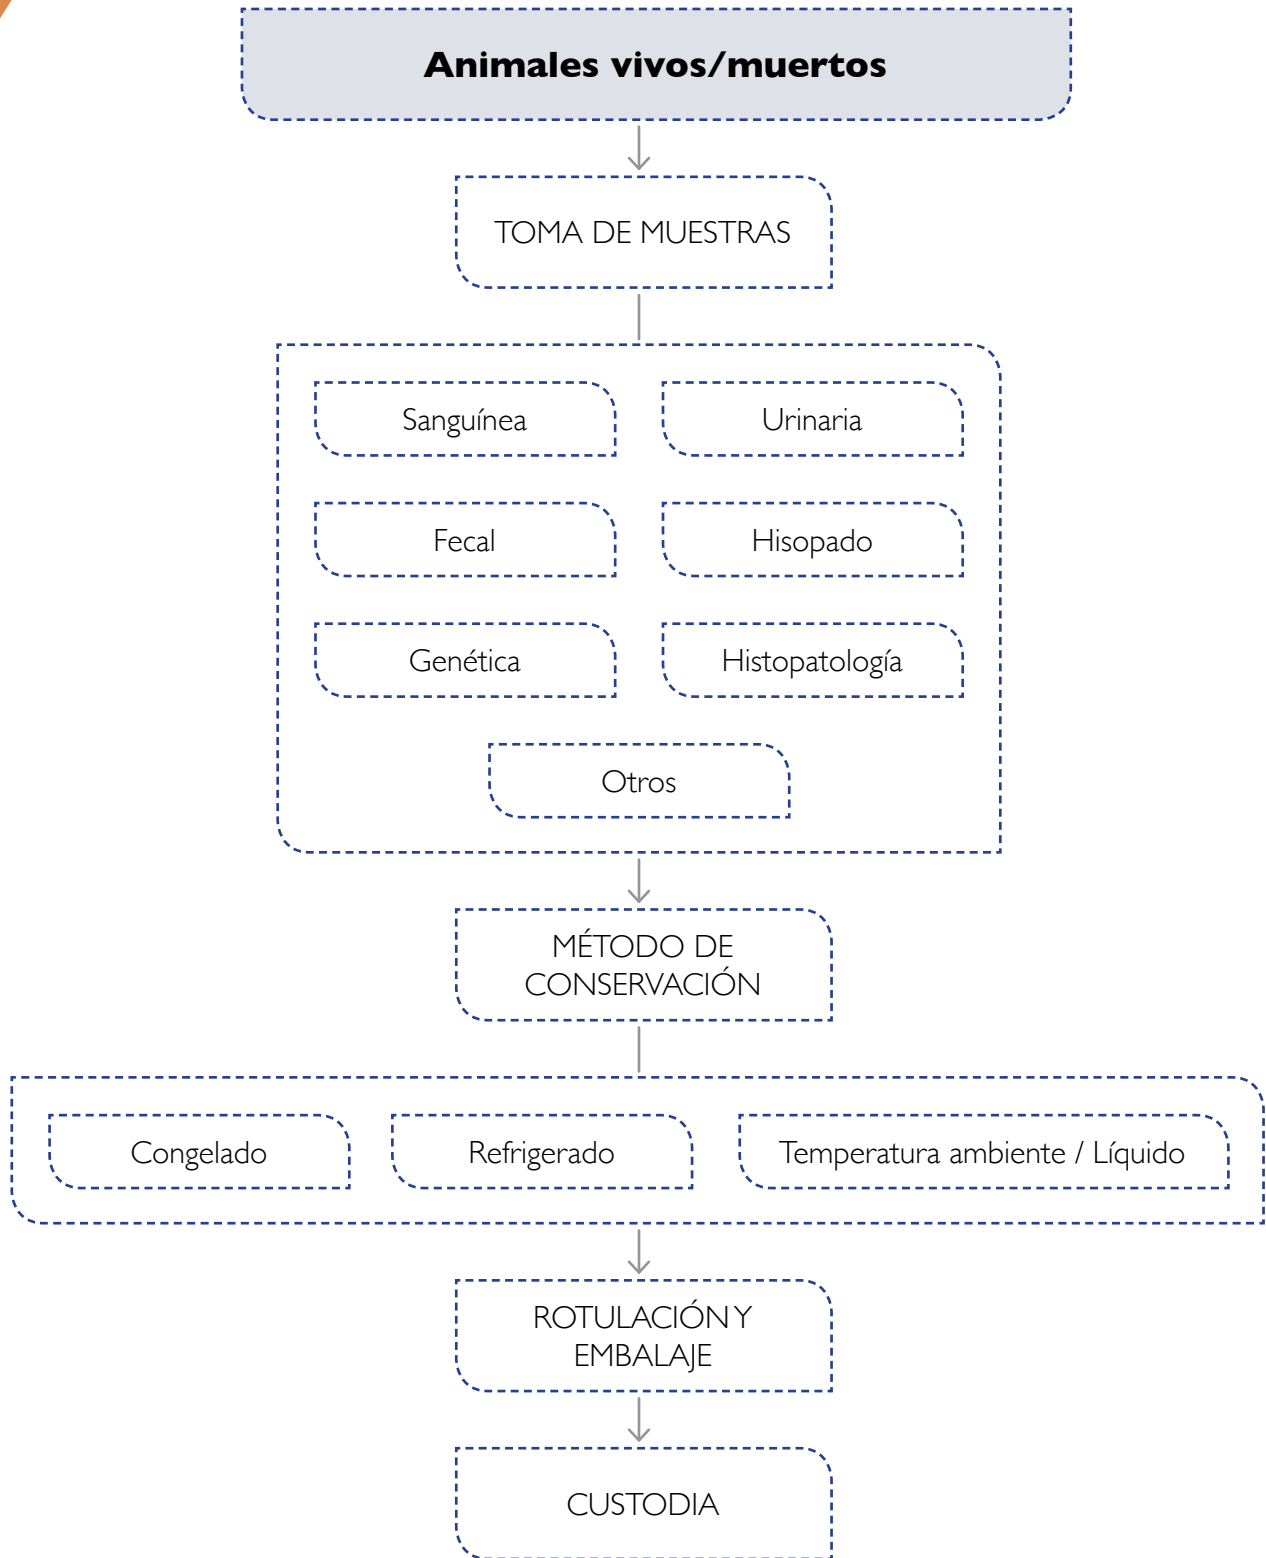 Animales vivos/muertos
TOMA DE MUESTRAS
Sanguínea
Urinaria
Fecal
Hisopado
Genética
Histopatología
Otros
MÉTODO DE
CONSERVACIÓN
Congelado
Refrigerado
Temperatura ambiente / Líquido
ROTULACIÓN Y
EMBALAJE
CUSTODIA